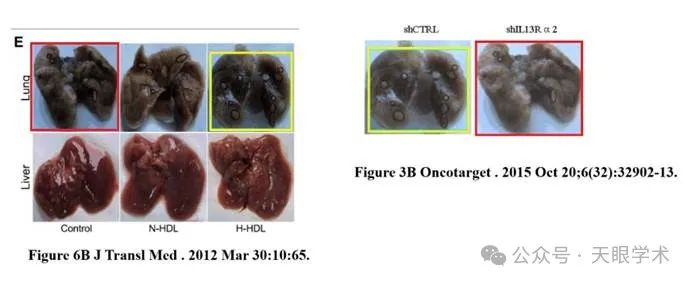 E
shCTRL shIL13Rα2
Lung
Liver
Control N-HDL H-HDL
Figure 3B Oncotarget . 2015 Oct 20;6(32):32902-13.
Figure 6B J Transl Med . 2012 Mar 30:10:65.
公众号 · 天眼学术